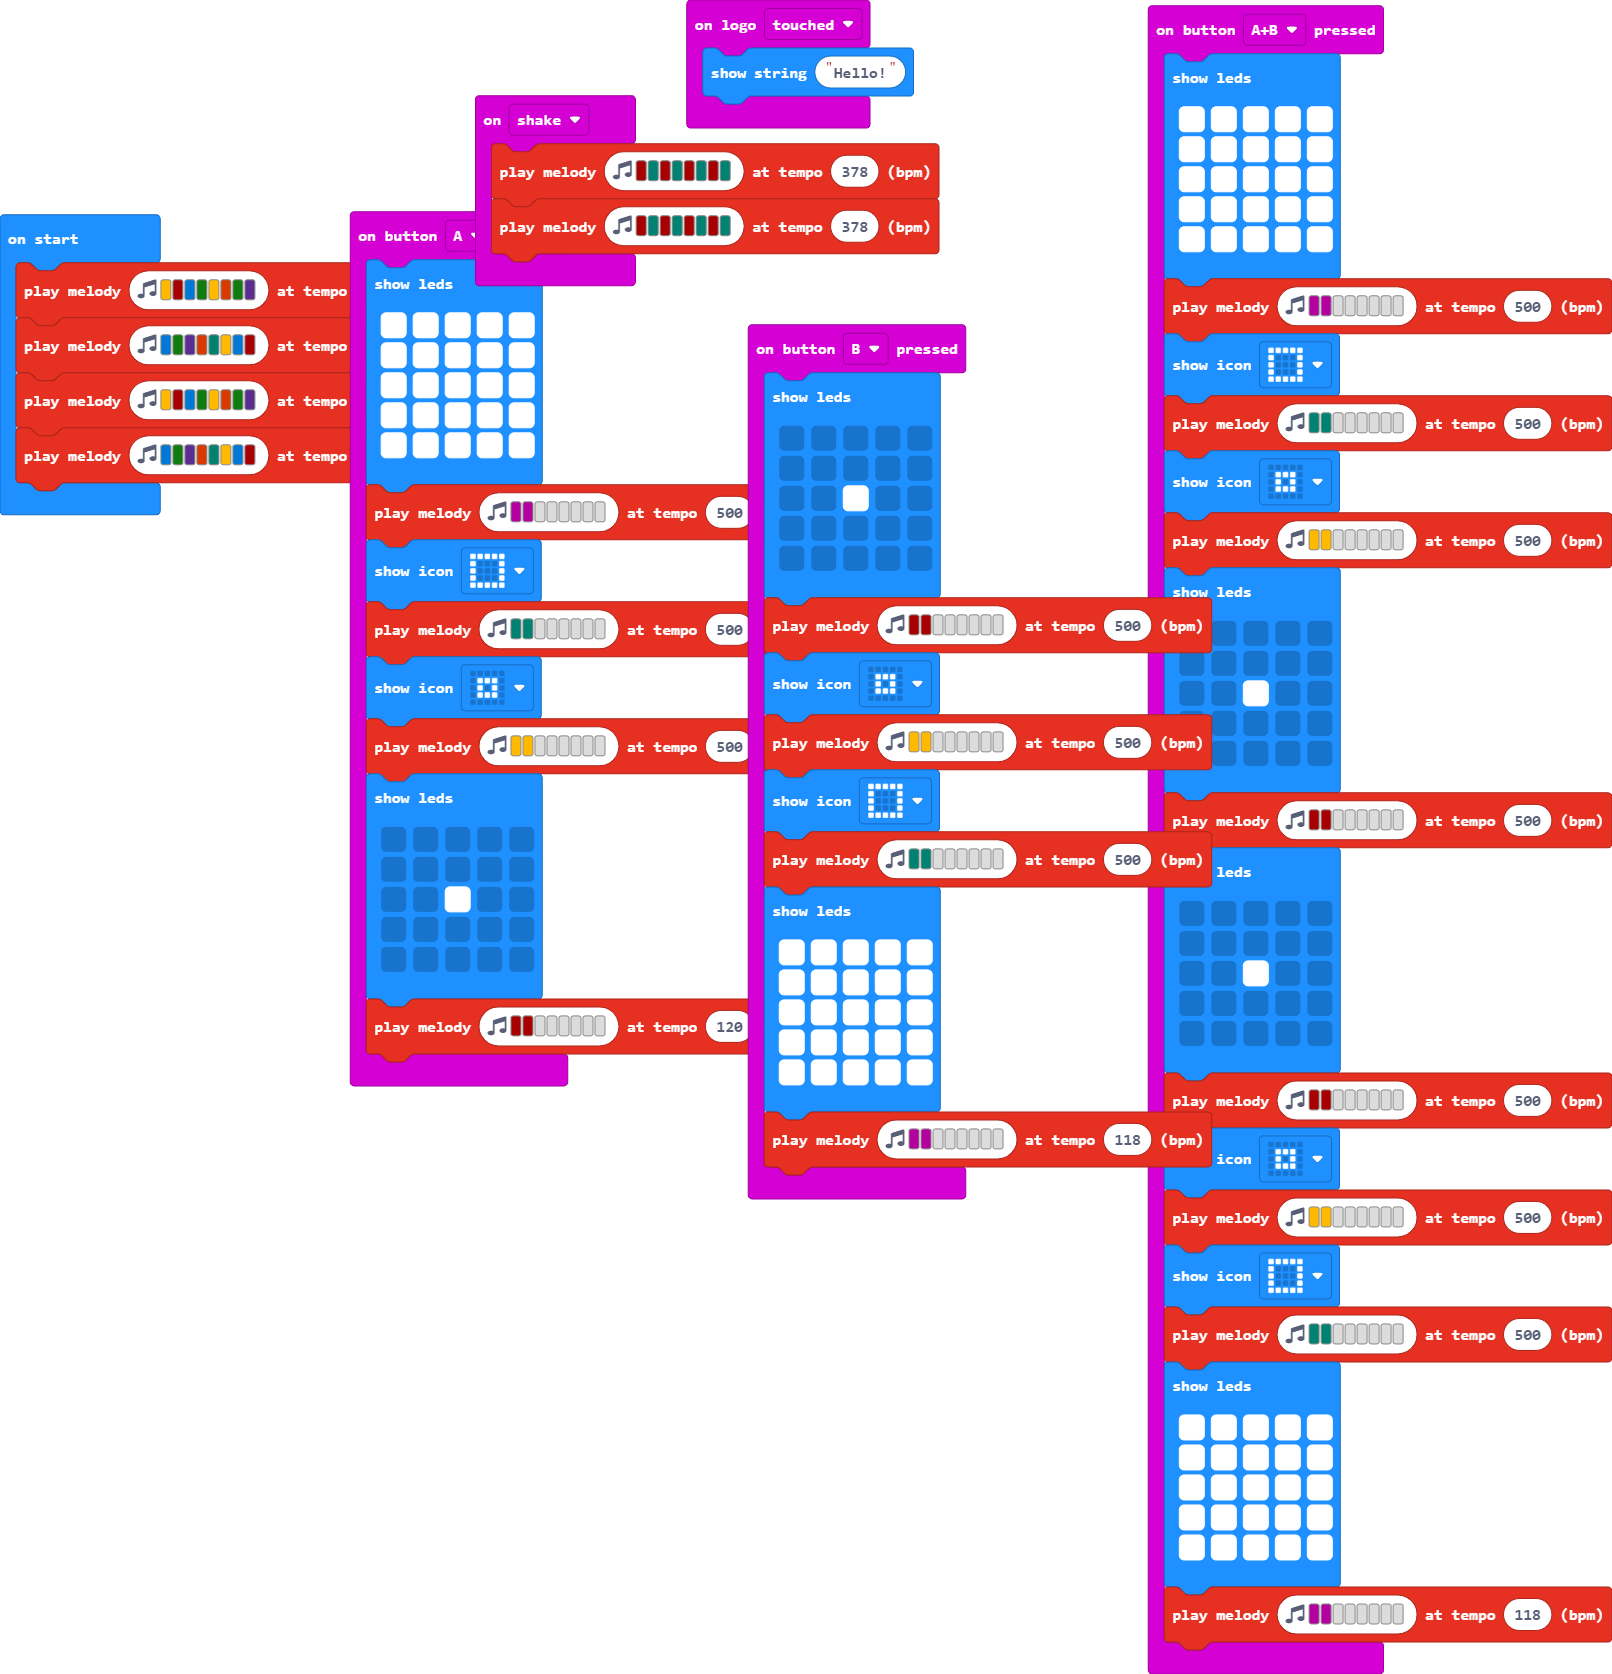 on start
play melody at tempo
play melody at tempo
play melody at tempo
play melody at tempo
on button A
show leds
play melody at tempo 500
show icon
play melody at tempo 500
show icon
play melody at tempo 500
show leds
play melody at tempo 120
on shake
play melody at tempo 378 (bpm)
play melody at tempo 378 (bpm)
on logo touched
show string "Hello!"
on button B pressed
show leds
play melody at tempo 500 (bpm)
show icon
play melody at tempo 500 (bpm)
show icon
play melody at tempo 500 (bpm)
show leds
play melody at tempo 118 (bpm)
on button A+B pressed
show leds
play melody at tempo 500 (bpm)
show icon
play melody at tempo 500 (bpm)
show icon
play melody at tempo 500 (bpm)
show leds
play melody at tempo 500 (bpm)
leds
play melody at tempo 500 (bpm)
icon
play melody at tempo 500 (bpm)
show icon
play melody at tempo 500 (bpm)
show leds
play melody at tempo 118 (bpm)